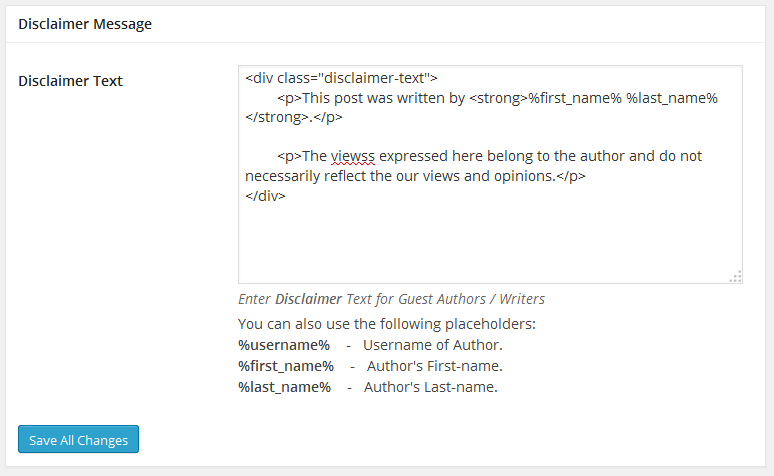 Disclaimer Message
Disclaimer Text
<div class="disclaimer-text">
<p>This post was written by <strong>%first_name% %last_name%
</strong>.</p>
<p>The viewss expressed here belong to the author and do not
necessarily reflect the our views and opinions.</p>
</div>
Enter Disclaimer Text for Guest Authors / Writers
You can also use the following placeholders:
%username% - Username of Author.
%first_name% - Author's First-name.
%last_name% - Author's Last-name.
Save All Changes